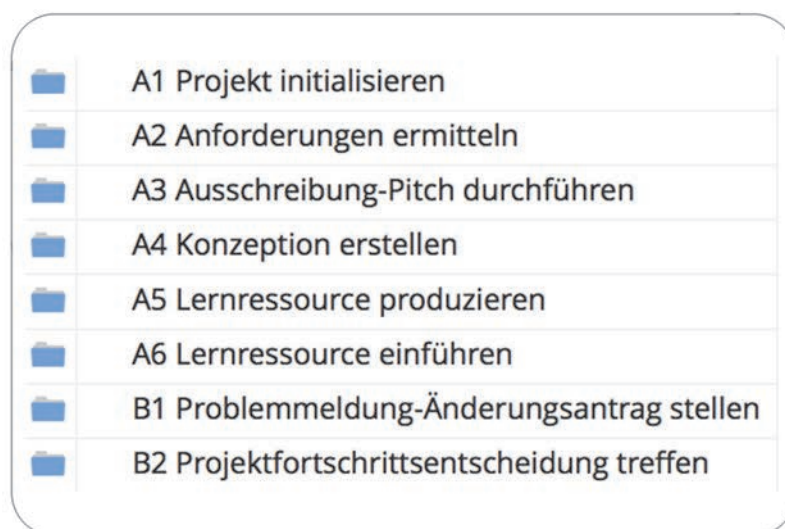 A1 Projekt initialisieren
A2 Anforderungen ermitteln
A3 Ausschreibung-Pitch durchführen
A4 Konzeption erstellen
A5 Lernressource produzieren
A6 Lernressource einführen
B1 Problemmeldung-Änderungsantrag stellen
B2 Projektfortschrittsentscheidung treffen